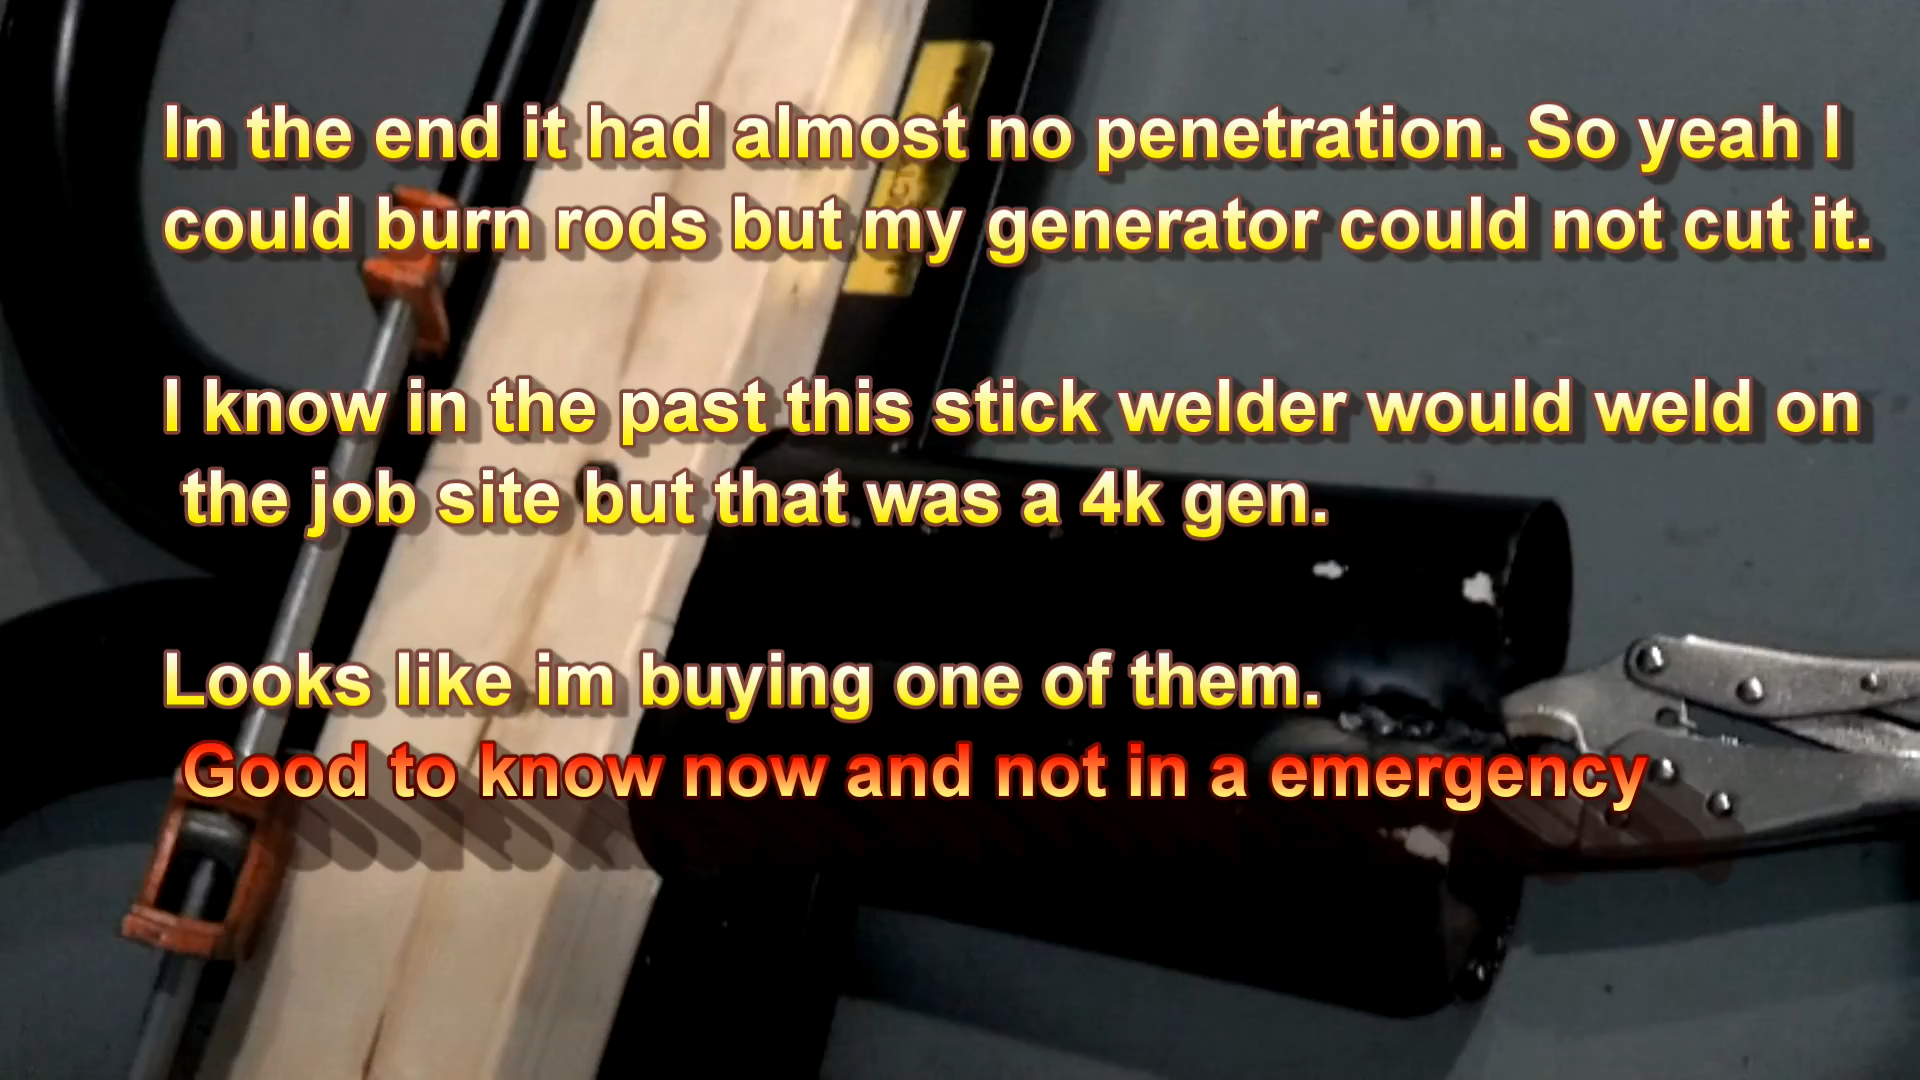 In the end it had almost no penetration. So yeah I
could burn rods but my generator could not cut it.
I know in the past this stick welder would weld on
the job site but that was a 4k gen.
Looks like im buying one of them.
Good to know now and not in a emergency